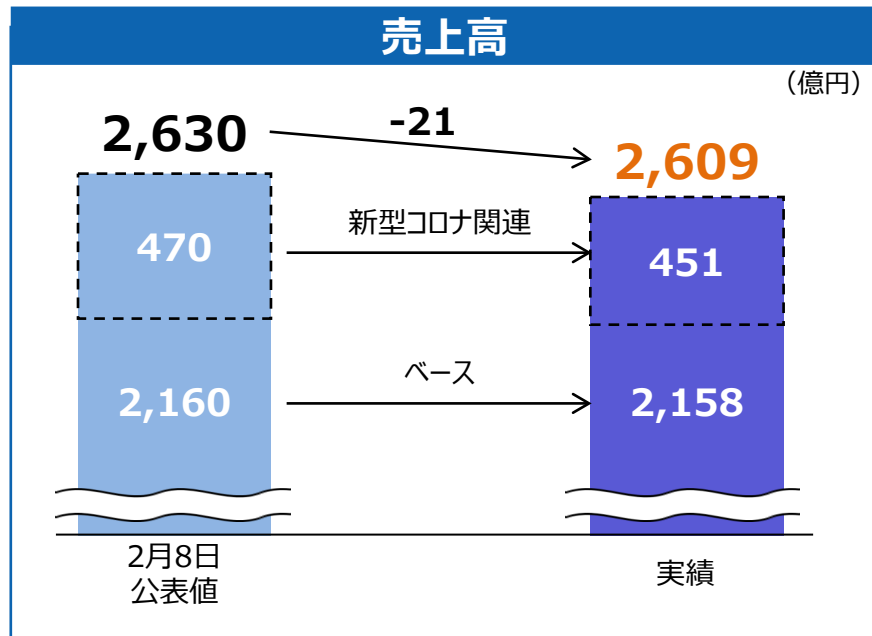 売上高
（億円）
2,630
-21
2,609
470
新型コロナ関連
451
2,160
ベース
2,158
2月8日
公表値
実績